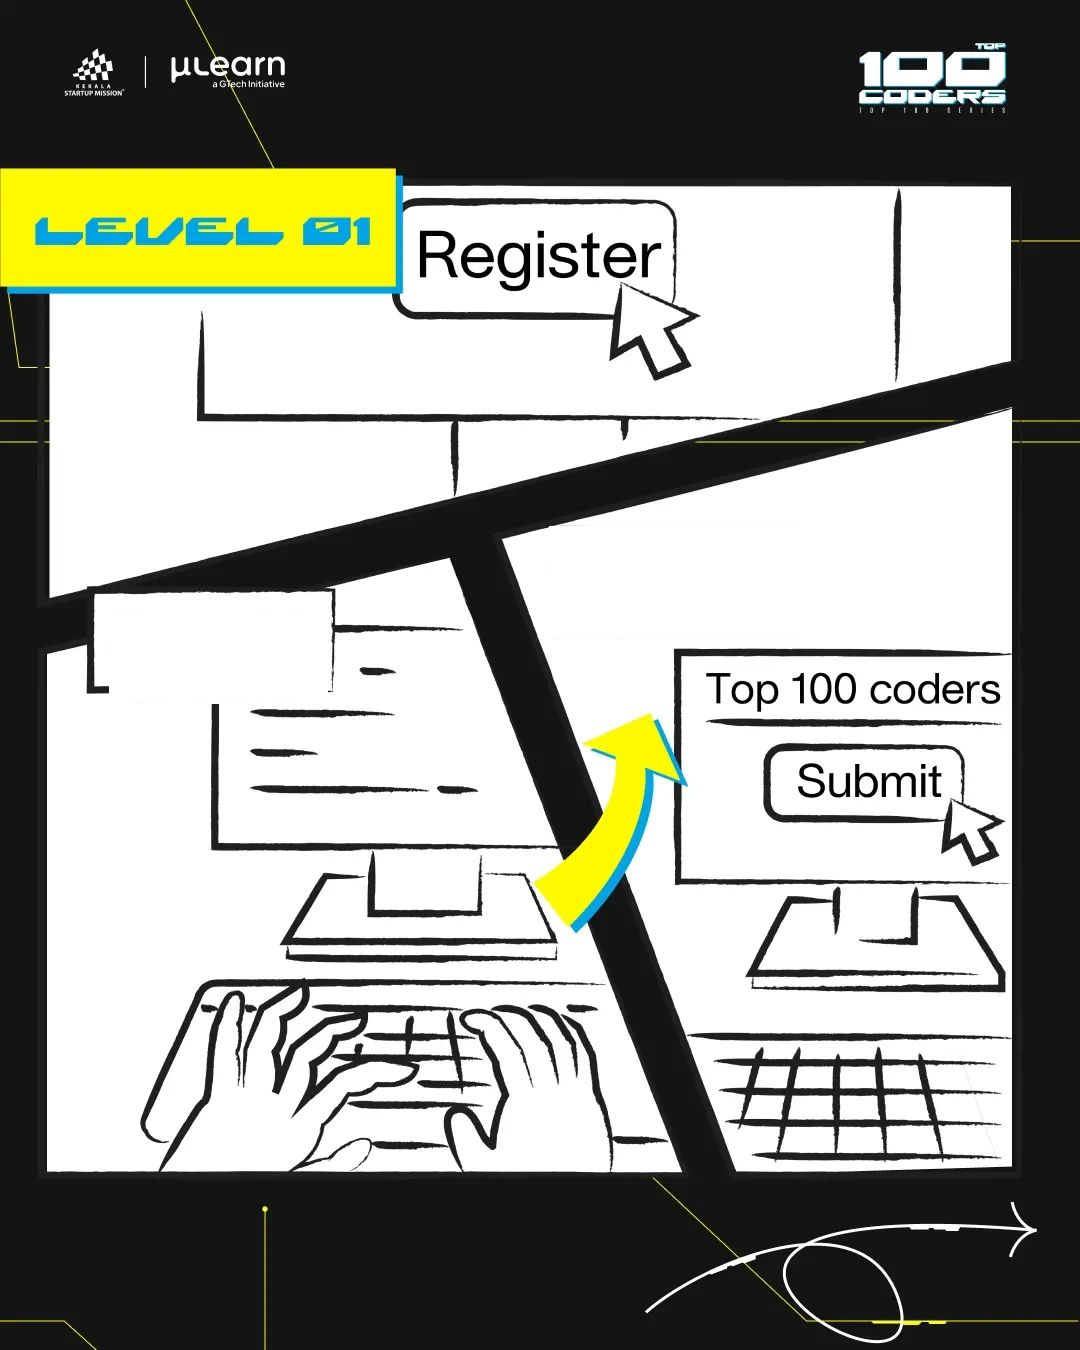 KERALA
STARTUP MISSION
µLearn
a GTech Initiative
TOP
100
CODERS
TOP 100 SERIES
LEVEL 01
Register
Top 100 coders
Submit